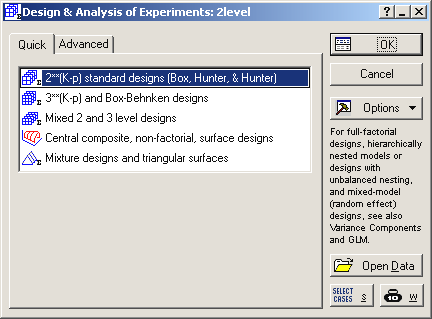 Design & Analysis of Experiments: 2level
Quick
Advanced
2**(K-p) standard designs (Box, Hunter, & Hunter)
3**(K-p) and Box-Behnken designs
Mixed 2 and 3 level designs
Central composite, non-factorial, surface designs
Mixture designs and triangular surfaces
OK
Cancel
Options
For full-factorial
designs, hierarchically
nested models or
designs with
unbalanced nesting,
and mixed-model
(random effect)
designs, see also
Variance Components
and GLM.
Open Data
SELECT
CASES S
W